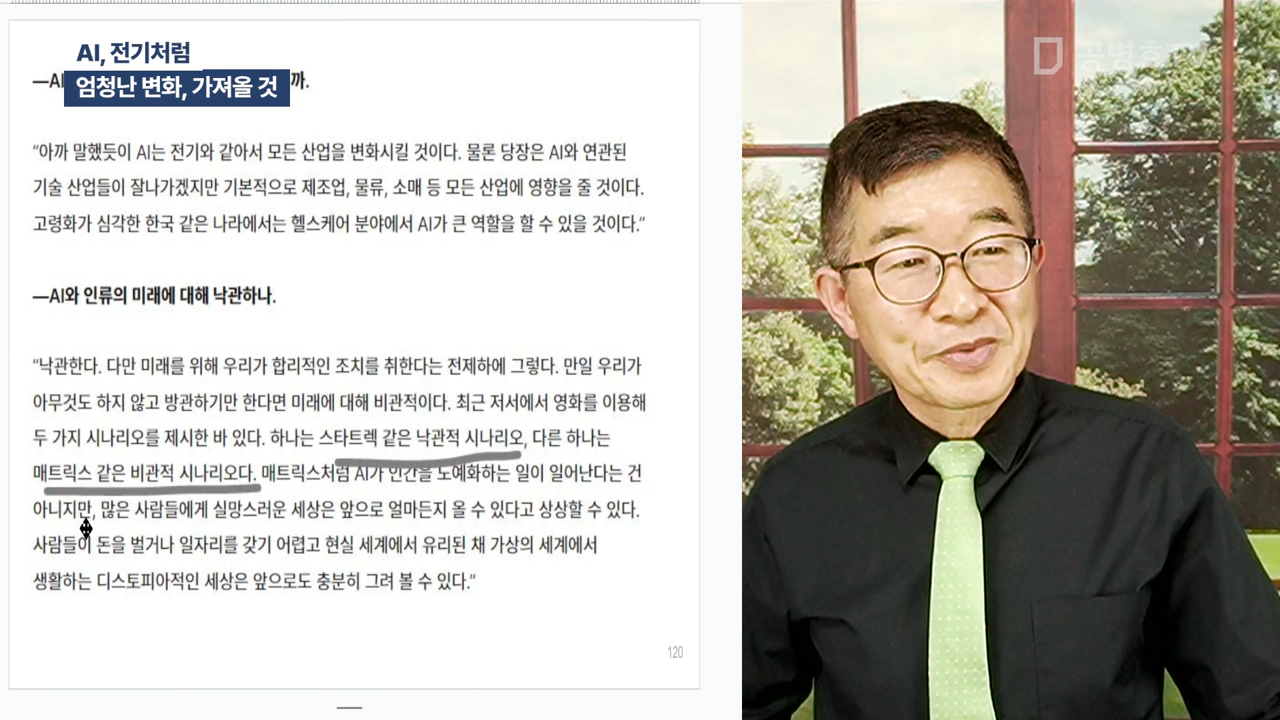 AI, 전기처럼
엄청난 변화, 가져올 것
—AI 까.
“아까 말했듯이 AI는 전기와 같아서 모든 산업을 변화시킬 것이다. 물론 당장은 AI와 연관된
기술 산업들이 잘나가겠지만 기본적으로 제조업, 물류, 소매 등 모든 산업에 영향을 줄 것이다.
고령화가 심각한 한국 같은 나라에서는 헬스케어 분야에서 AI가 큰 역할을 할 수 있을 것이다.”
—AI와 인류의 미래에 대해 낙관하나.
“낙관한다. 다만 미래를 위해 우리가 합리적인 조치를 취한다는 전제하에 그렇다. 만일 우리가
아무것도 하지 않고 방관하기만 한다면 미래에 대해 비관적이다. 최근 저서에서 영화를 이용해
두 가지 시나리오를 제시한 바 있다. 하나는 스타트렉 같은 낙관적 시나리오, 다른 하나는
매트릭스 같은 비관적 시나리오다. 매트릭스처럼 AI가 인간을 노예화하는 일이 일어난다는 건
아니지만, 많은 사람들에게 실망스러운 세상은 앞으로 얼마든지 올 수 있다고 상상할 수 있다.
사람들이 돈을 벌거나 일자리를 갖기 어렵고 현실 세계에서 유리된 채 가상의 세계에서
생활하는 디스토피아적인 세상은 앞으로도 충분히 그려 볼 수 있다.”
120
공병호TV